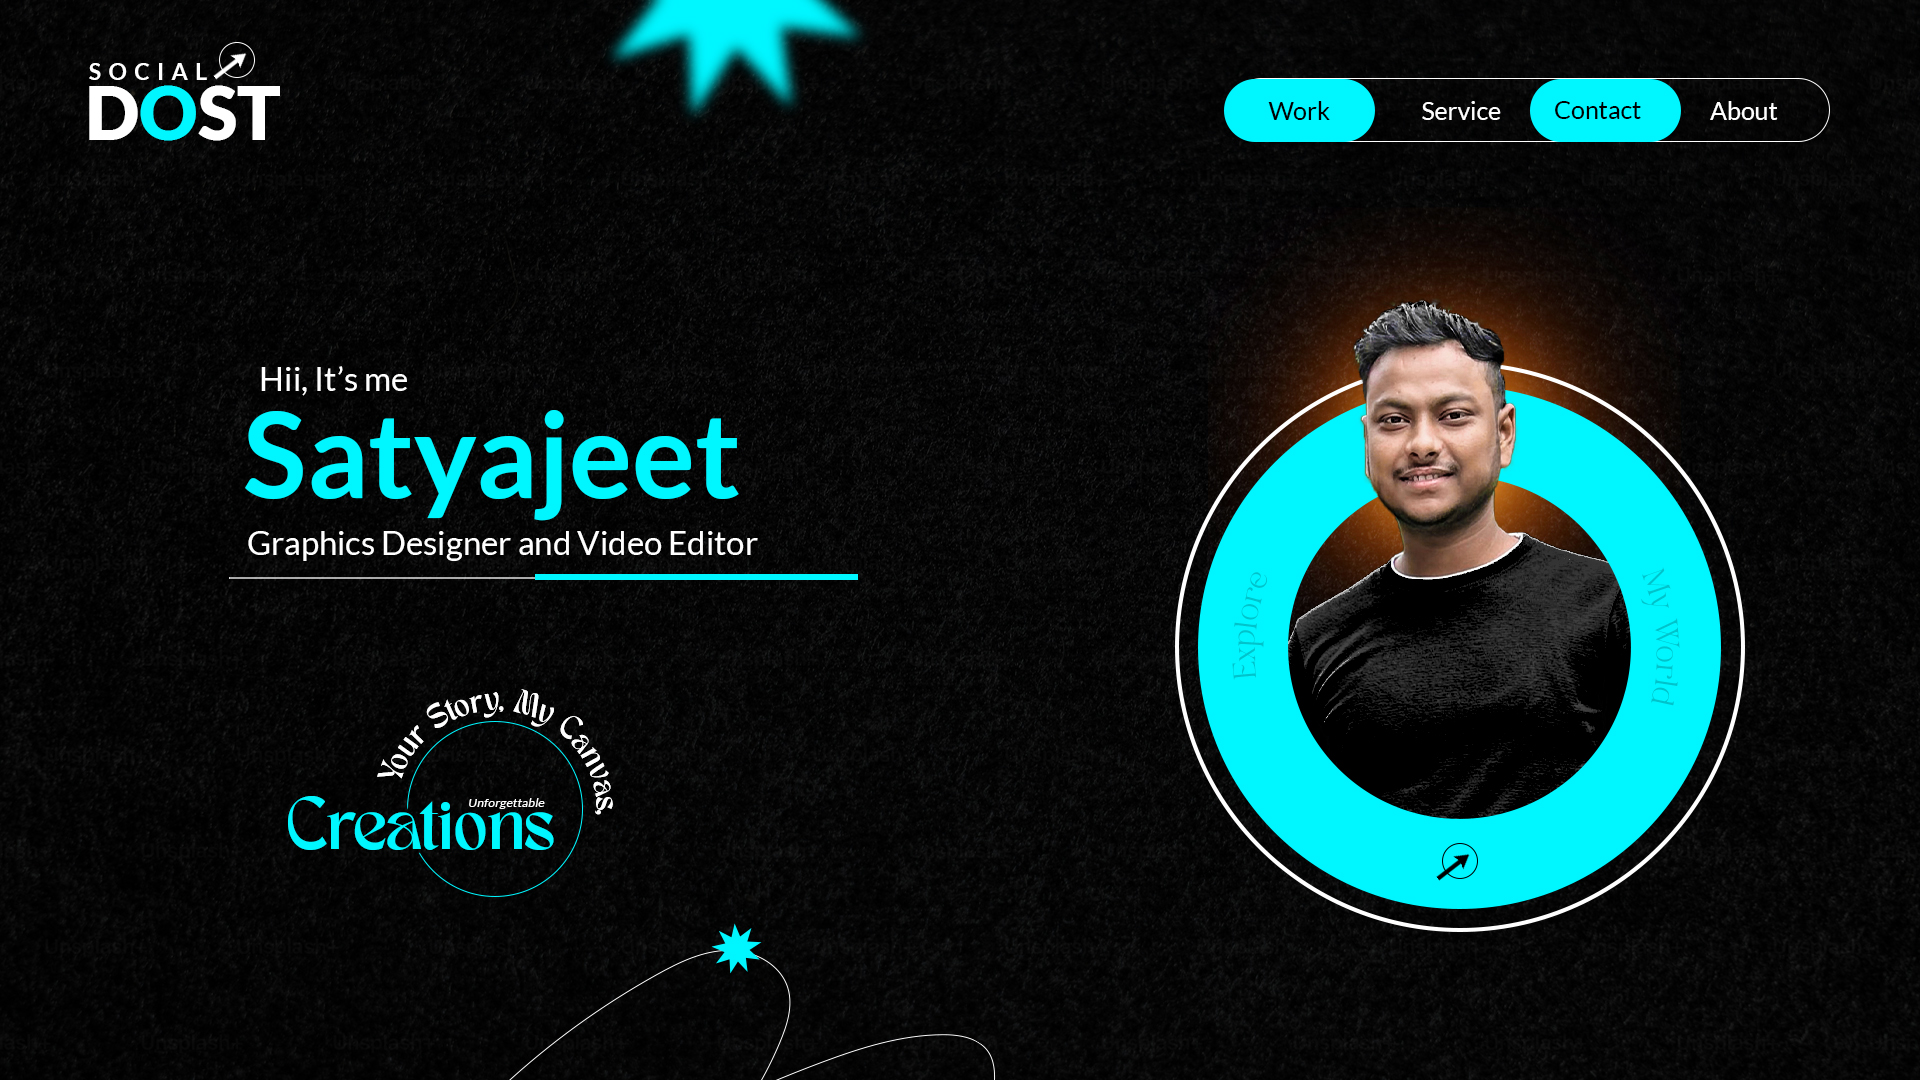 SOCIAL
DOST
Work
Service
Contact
About
Hii, It’s me
Satyajeet
Graphics Designer and Video Editor
Explore
My World
Your Story, My Canvas,
Unforgettable
Creations
Unsplash+